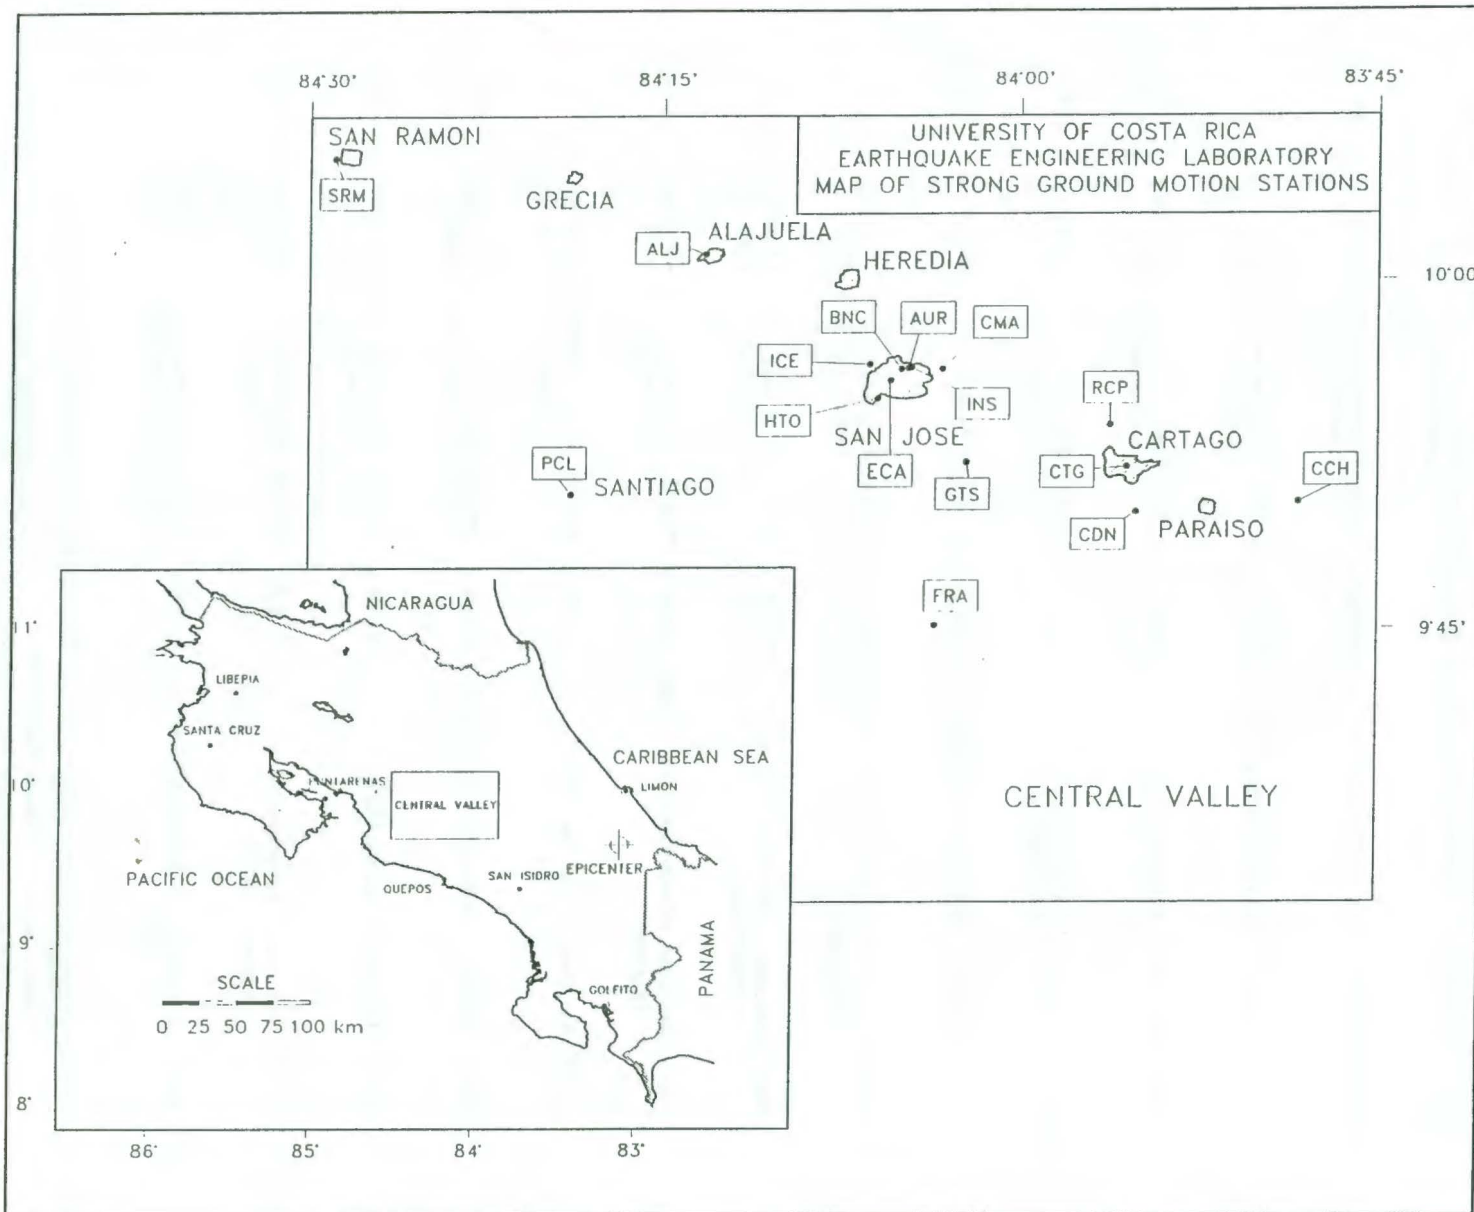 84°30' 84°15' 84°00' 83°45'
UNIVERSITY OF COSTA RICA
EARTHQUAKE ENGINEERING LABORATORY
MAP OF STRONG GROUND MOTION STATIONS
SAN RAMON
SRM
GRECIA
ALAJUELA
ALJ
HEREDIA
10°00
BNC AUR CMA
ICE
HTO
INS
SAN JOSE
ECA
GTS
RCP
CARTAGO
CTG
CCH
CDN
PARAISO
PCL
SANTIAGO
FRA
9°45'
CENTRAL VALLEY
11°
10°
9°
8°
NICARAGUA
LIBEPIA
SANTA CRUZ
PUNTARENAS
CENTRAL VALLEY
CARIBBEAN SEA
LIMON
EPICENTER
SAN ISIDRO
QUEPOS
PACIFIC OCEAN
PANAMA
GOLFITO
SCALE
0 25 50 75 100 km
86° 85° 84° 83°